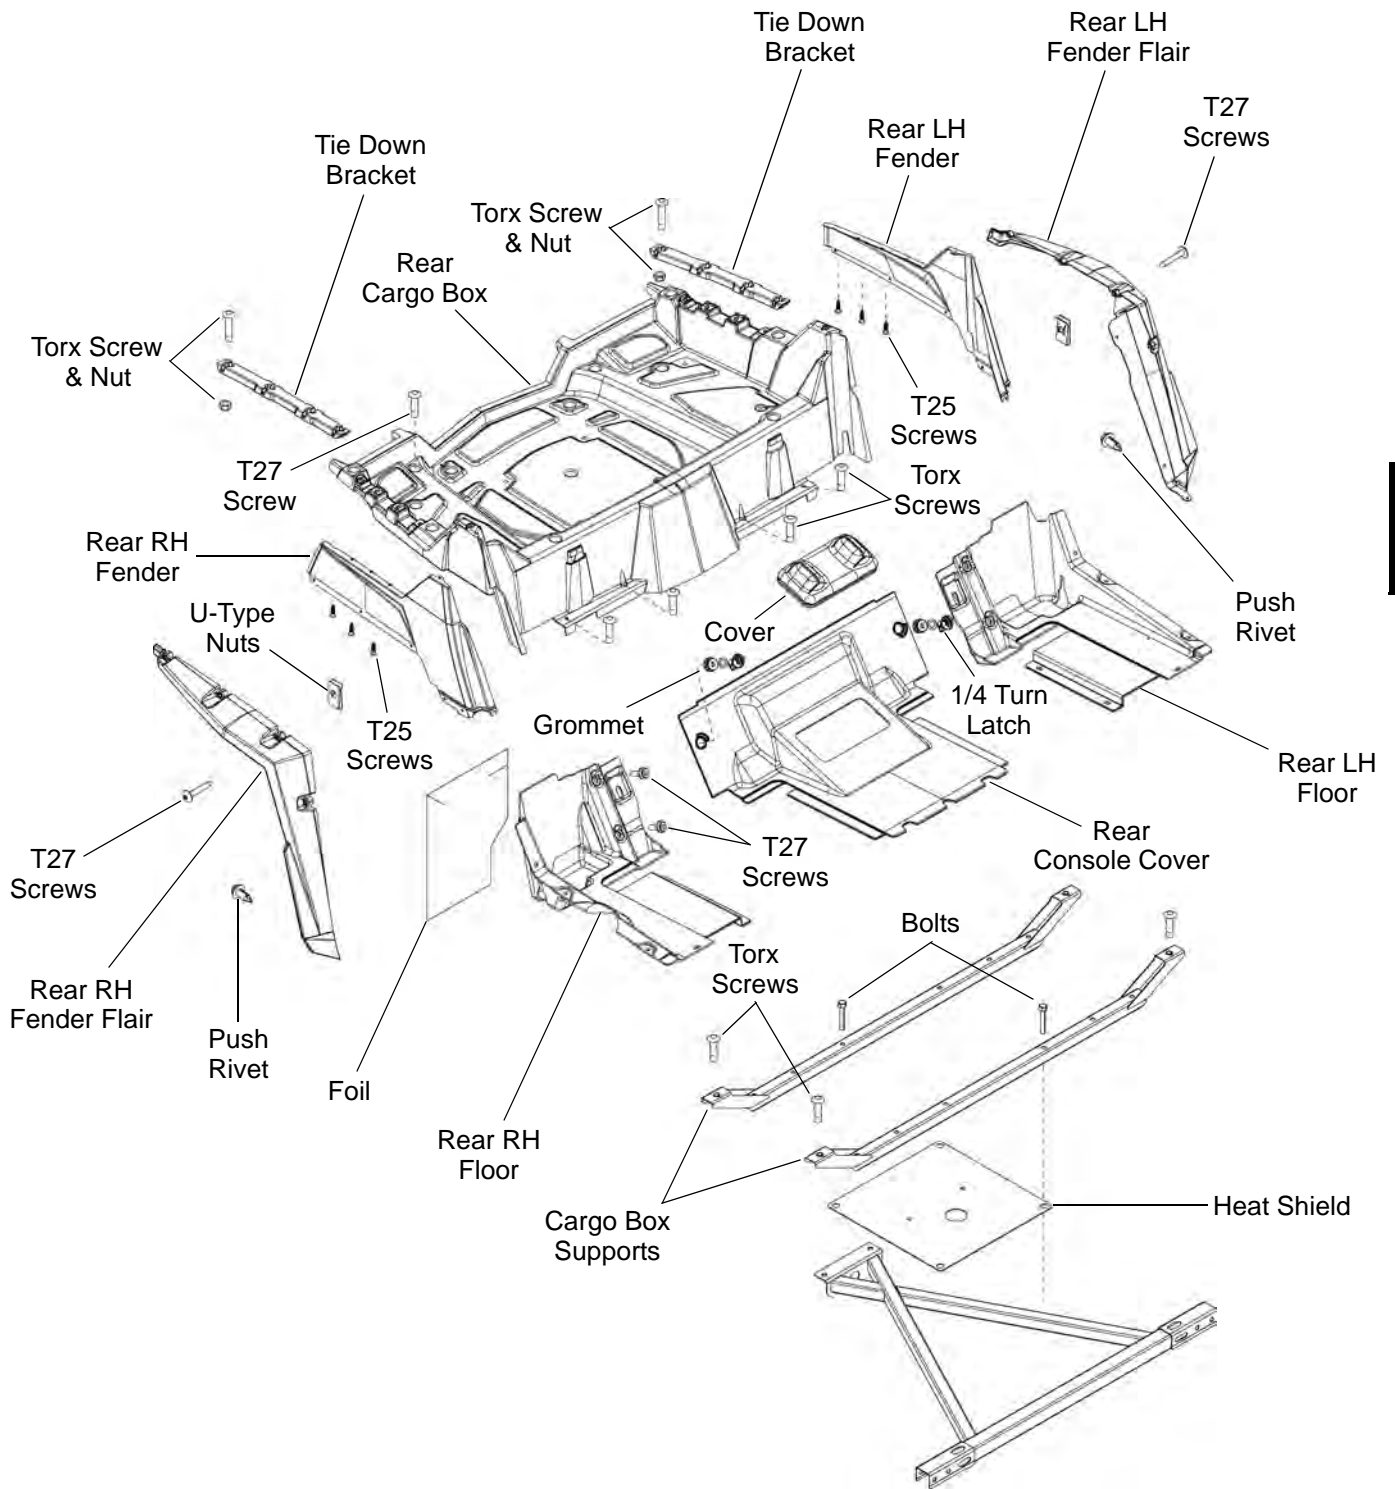 Tie Down
Bracket
Rear LH
Fender Flair
T27
Screws
Rear LH
Fender
Tie Down
Bracket
Torx Screw
& Nut
Rear
Cargo Box
Torx Screw
& Nut
T25
Screws
T27
Screw
Torx
Screws
Rear RH
Fender
U-Type
Nuts
Cover
Push
Rivet
1/4 Turn
Latch
Grommet
T25
Screws
Rear LH
Floor
T27
Screws
T27
Screws
Rear
Console Cover
Bolts
Torx
Screws
Rear RH
Fender Flair
Push
Rivet
Foil
Rear RH
Floor
Cargo Box
Supports
Heat Shield